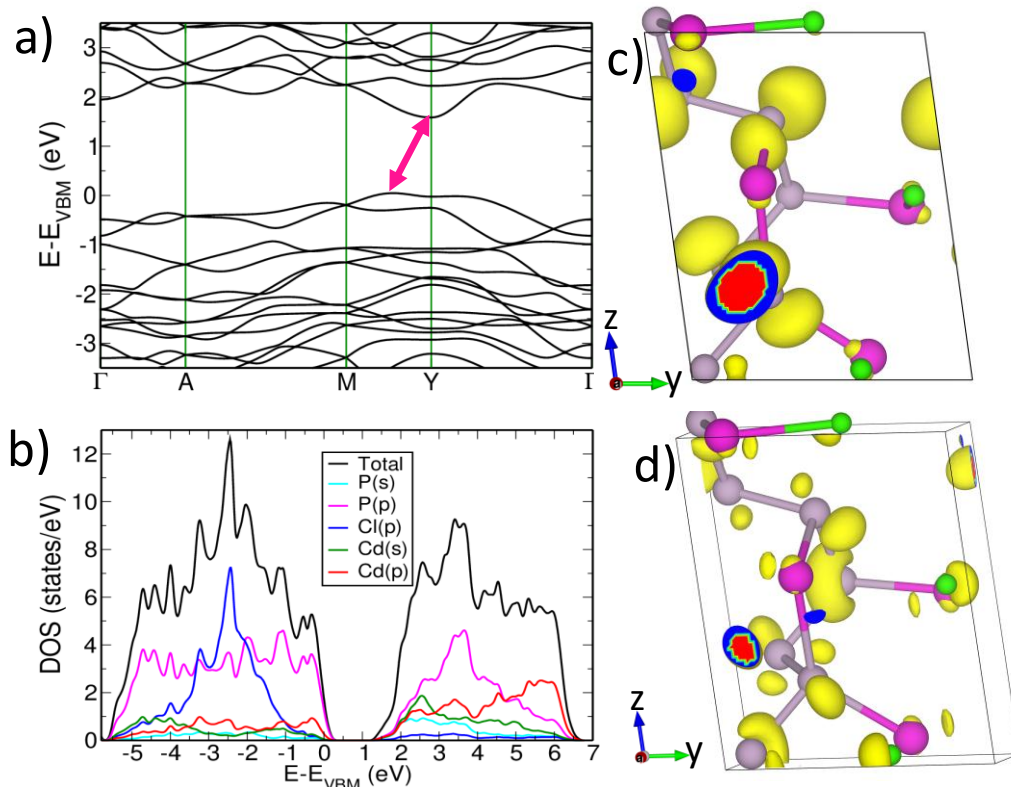 a)
E-E_VBM (eV)
3
2
1
0
-1
-2
-3
Γ A M Y Γ
b)
DOS (states/eV)
12
10
8
6
4
2
0
Total
P(s)
P(p)
Cl(p)
Cd(s)
Cd(p)
-5 -4 -3 -2 -1 0 1 2 3 4 5 6 7
E-E_VBM (eV)
c)
z
a
y
d)
z
a
y